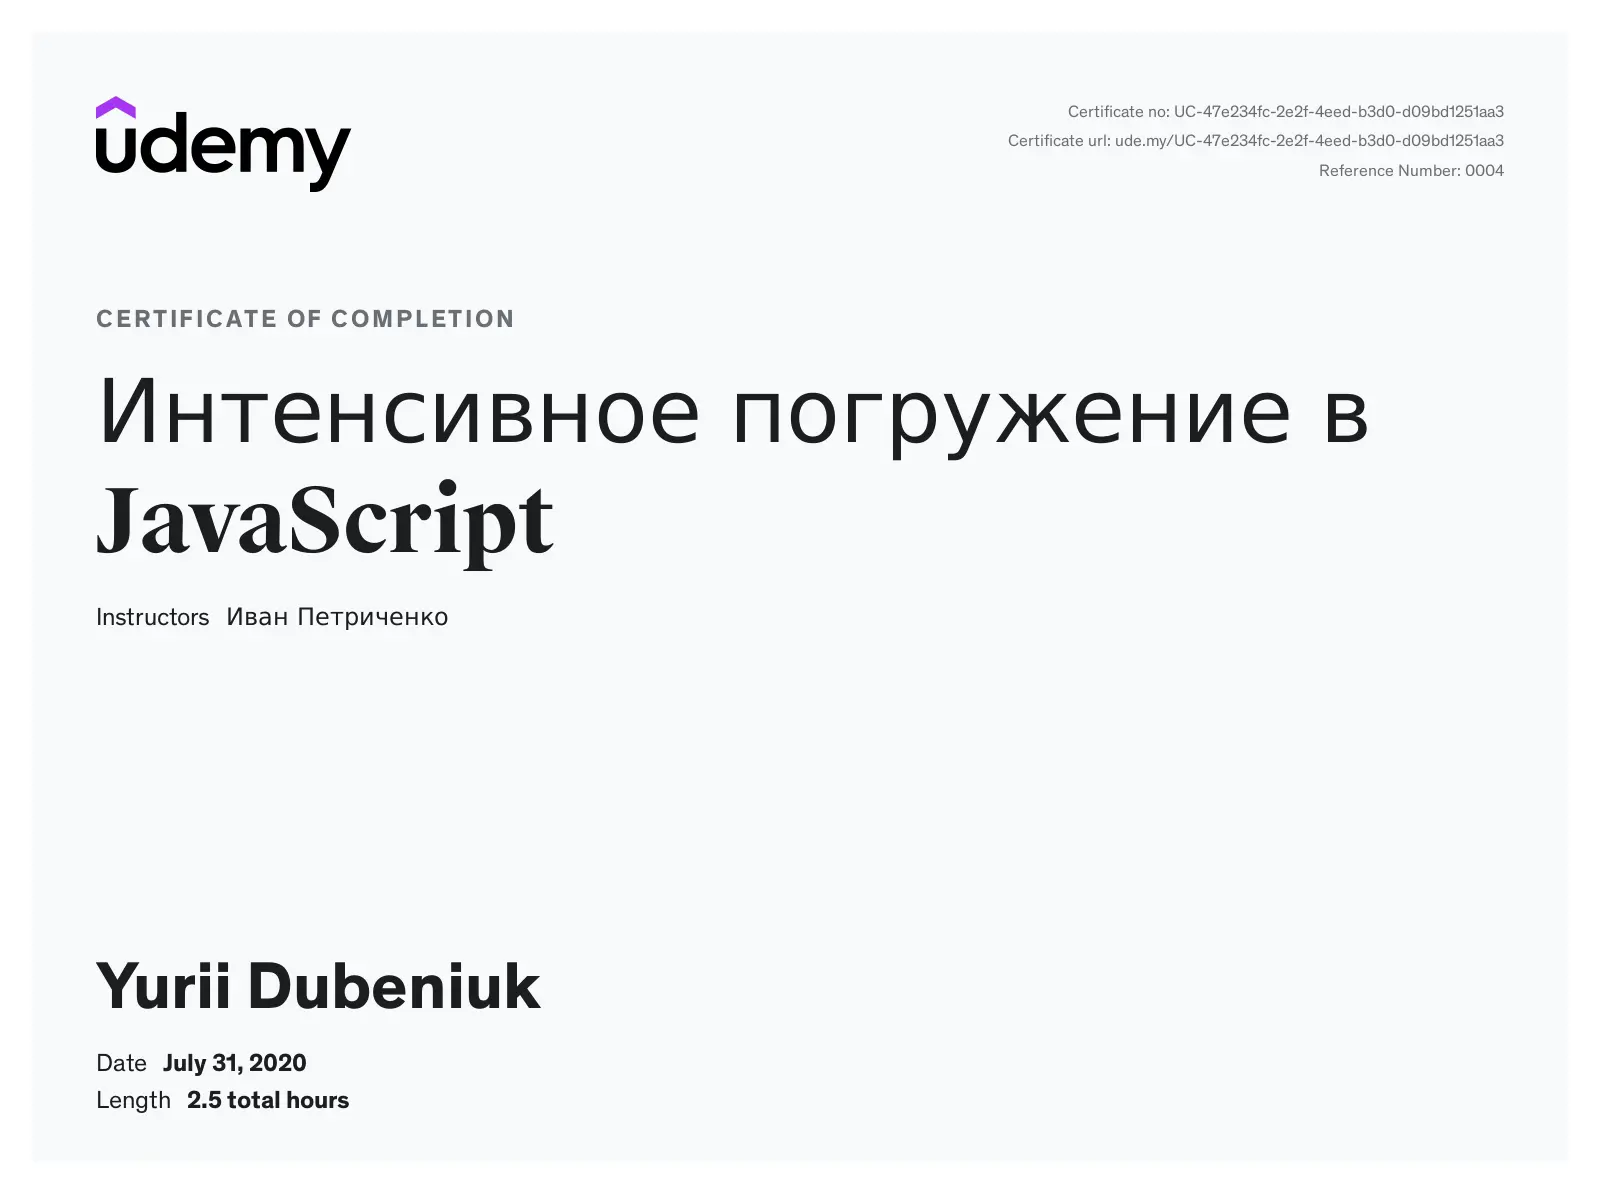 udemy
Certificate no: UC-47e234fc-2e2f-4eed-b3d0-d09bd1251aa3
Certificate url: ude.my/UC-47e234fc-2e2f-4eed-b3d0-d09bd1251aa3
Reference Number: 0004
CERTIFICATE OF COMPLETION
Интенсивное погружение в
JavaScript
Instructors Иван Петриченко
Yurii Dubeniuk
Date July 31, 2020
Length 2.5 total hours